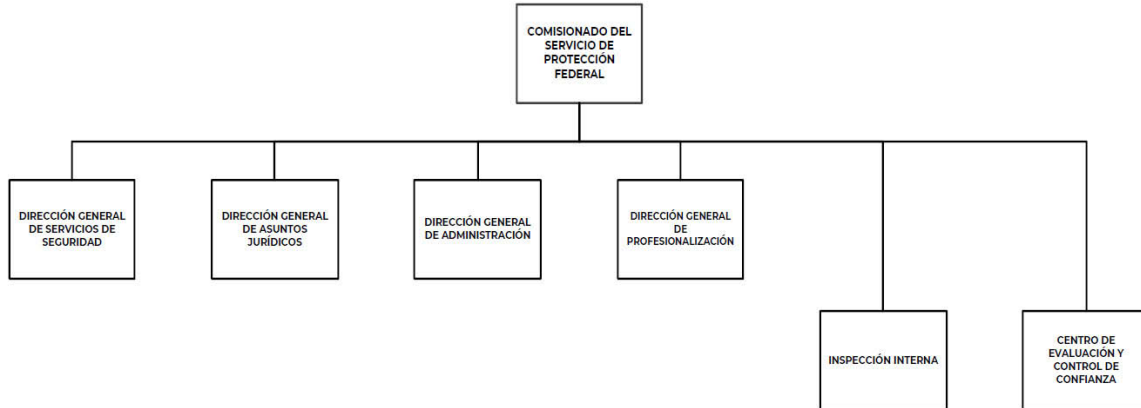 COMISIONADO DEL
SERVICIO DE
PROTECCIÓN
FEDERAL
DIRECCIÓN GENERAL
DE SERVICIOS DE
SEGURIDAD
DIRECCIÓN GENERAL
DE ASUNTOS
JURÍDICOS
DIRECCIÓN GENERAL
DE ADMINISTRACIÓN
DIRECCIÓN GENERAL
DE
PROFESIONALIZACIÓN
INSPECCIÓN INTERNA
CENTRO DE
EVALUACIÓN Y
CONTROL DE
CONFIANZA